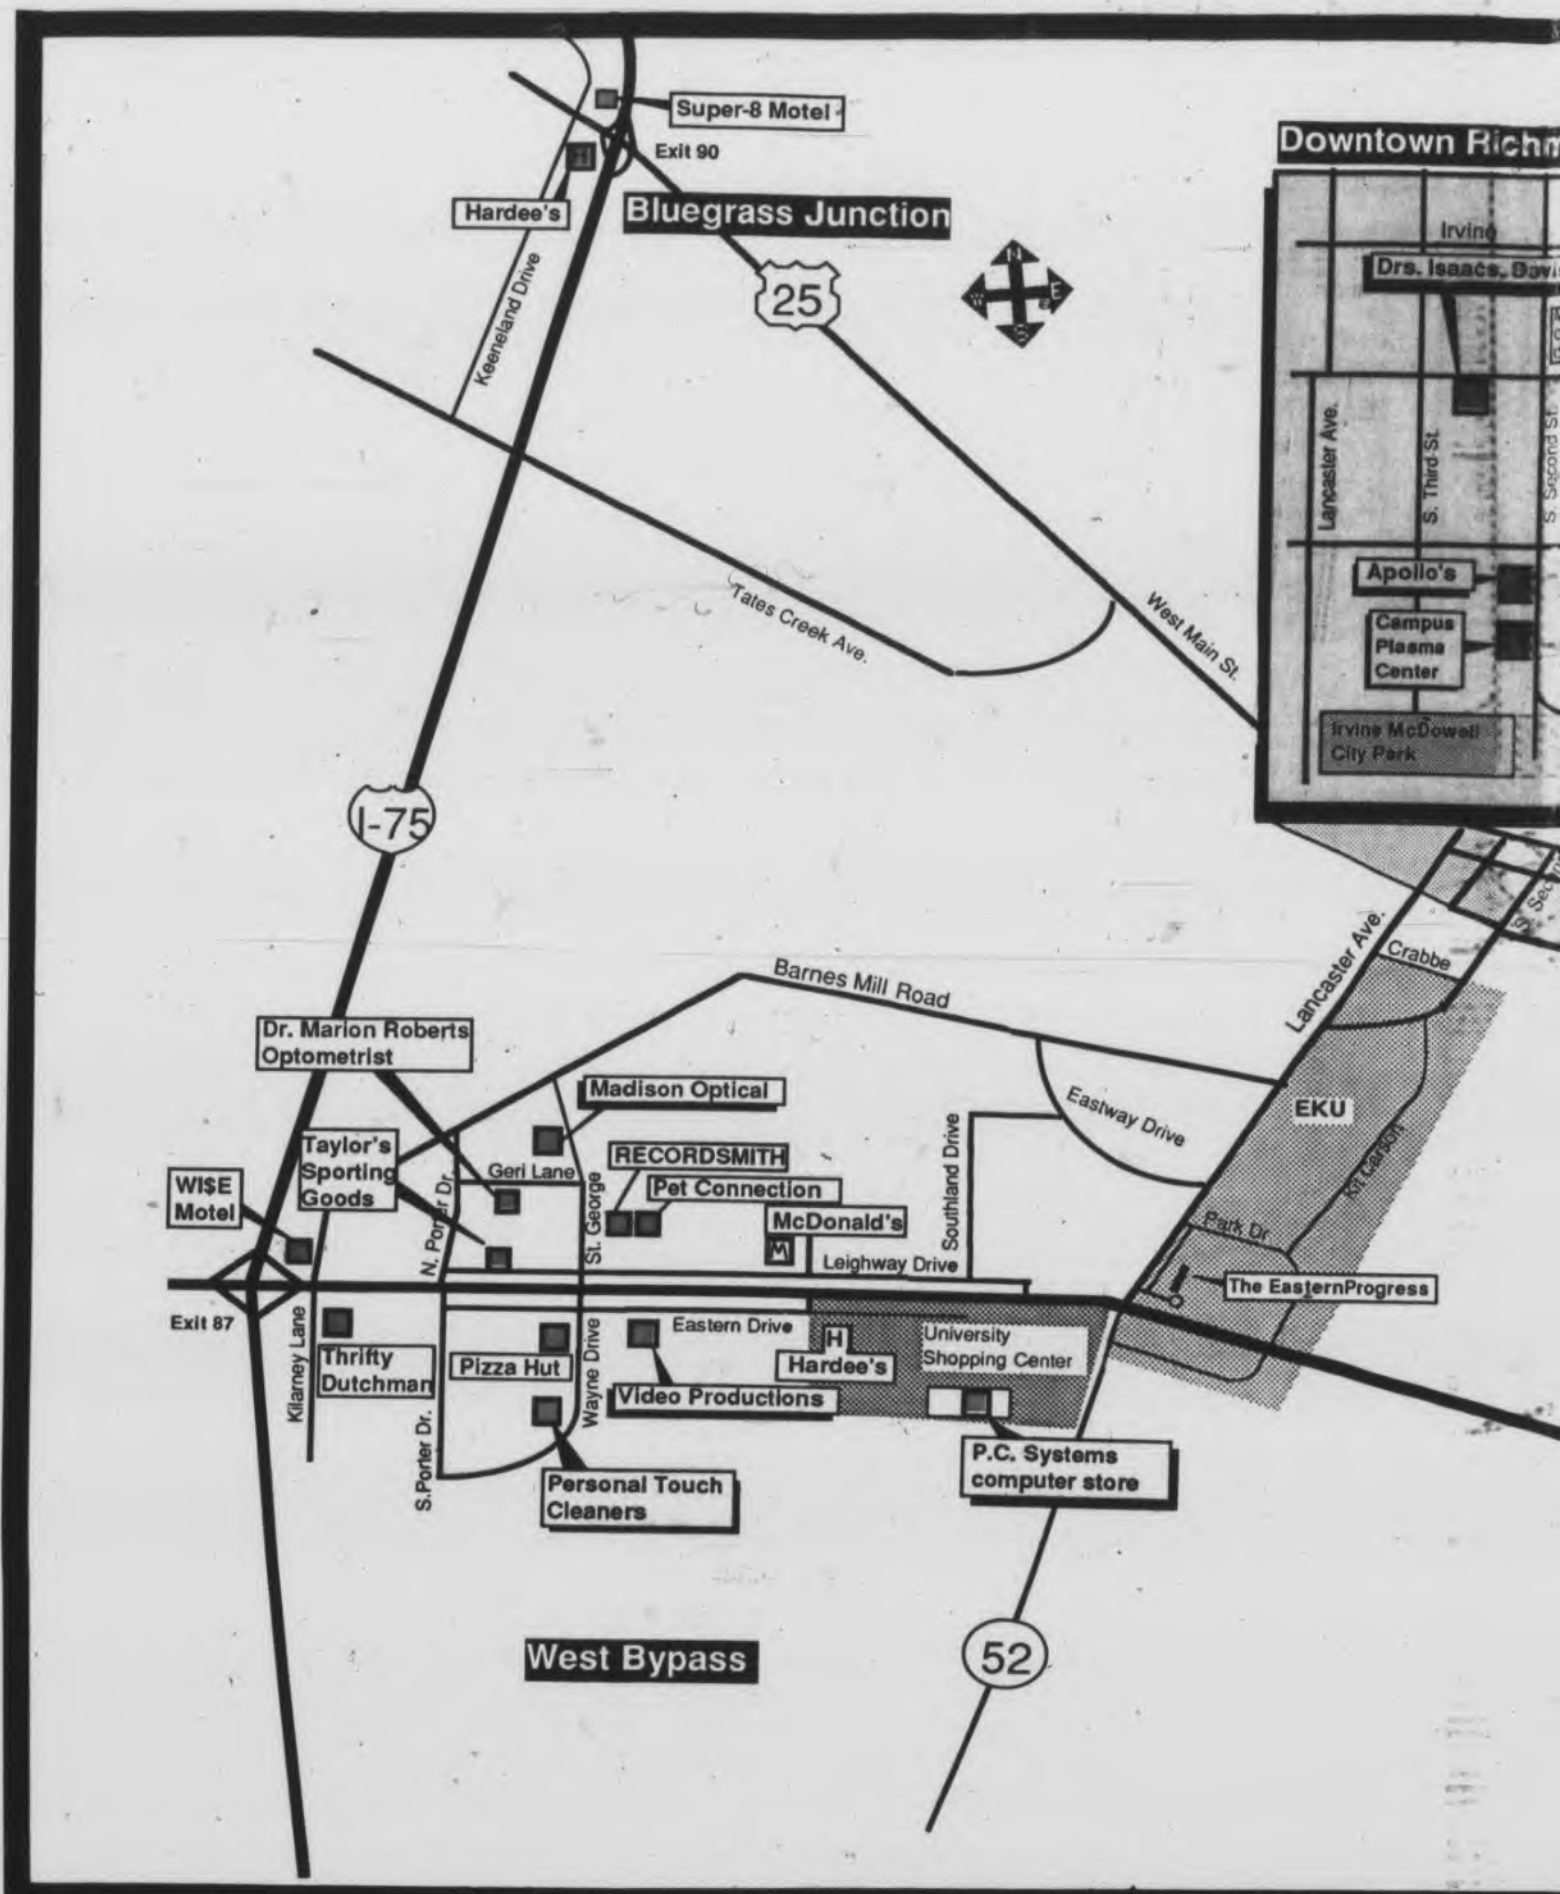 Super-8 Motel
Exit 90
H
Hardee's
Bluegrass Junction
Keeneland Drive
25
N
W
E
S
Tates Creek Ave.
West Main St.
I-75
Downtown Richm
Irvine
Drs. Isaacs, Davis
Lancaster Ave.
S. Third St.
S. Second St.
Apollo's
Campus
Plasma
Center
Irvine McDowell
City Park
Lancaster Ave.
Crabbe
Barnes Mill Road
Dr. Marion Roberts
Optometrist
Madison Optical
Eastway Drive
EKU
Kit Carson
Taylor's
Sporting
Goods
Geri Lane
RECORDSMITH
Pet Connection
Southland Drive
WI$E
Motel
N. Porter Dr.
St. George
McDonald's
M
Leighway Drive
Park Dr
The EasternProgress
Exit 87
Kilarney Lane
Thrifty
Dutchman
Pizza Hut
Wayne Drive
Eastern Drive
H
Hardee's
University
Shopping Center
Video Productions
S.Porter Dr.
Personal Touch
Cleaners
P.C. Systems
computer store
West Bypass
52